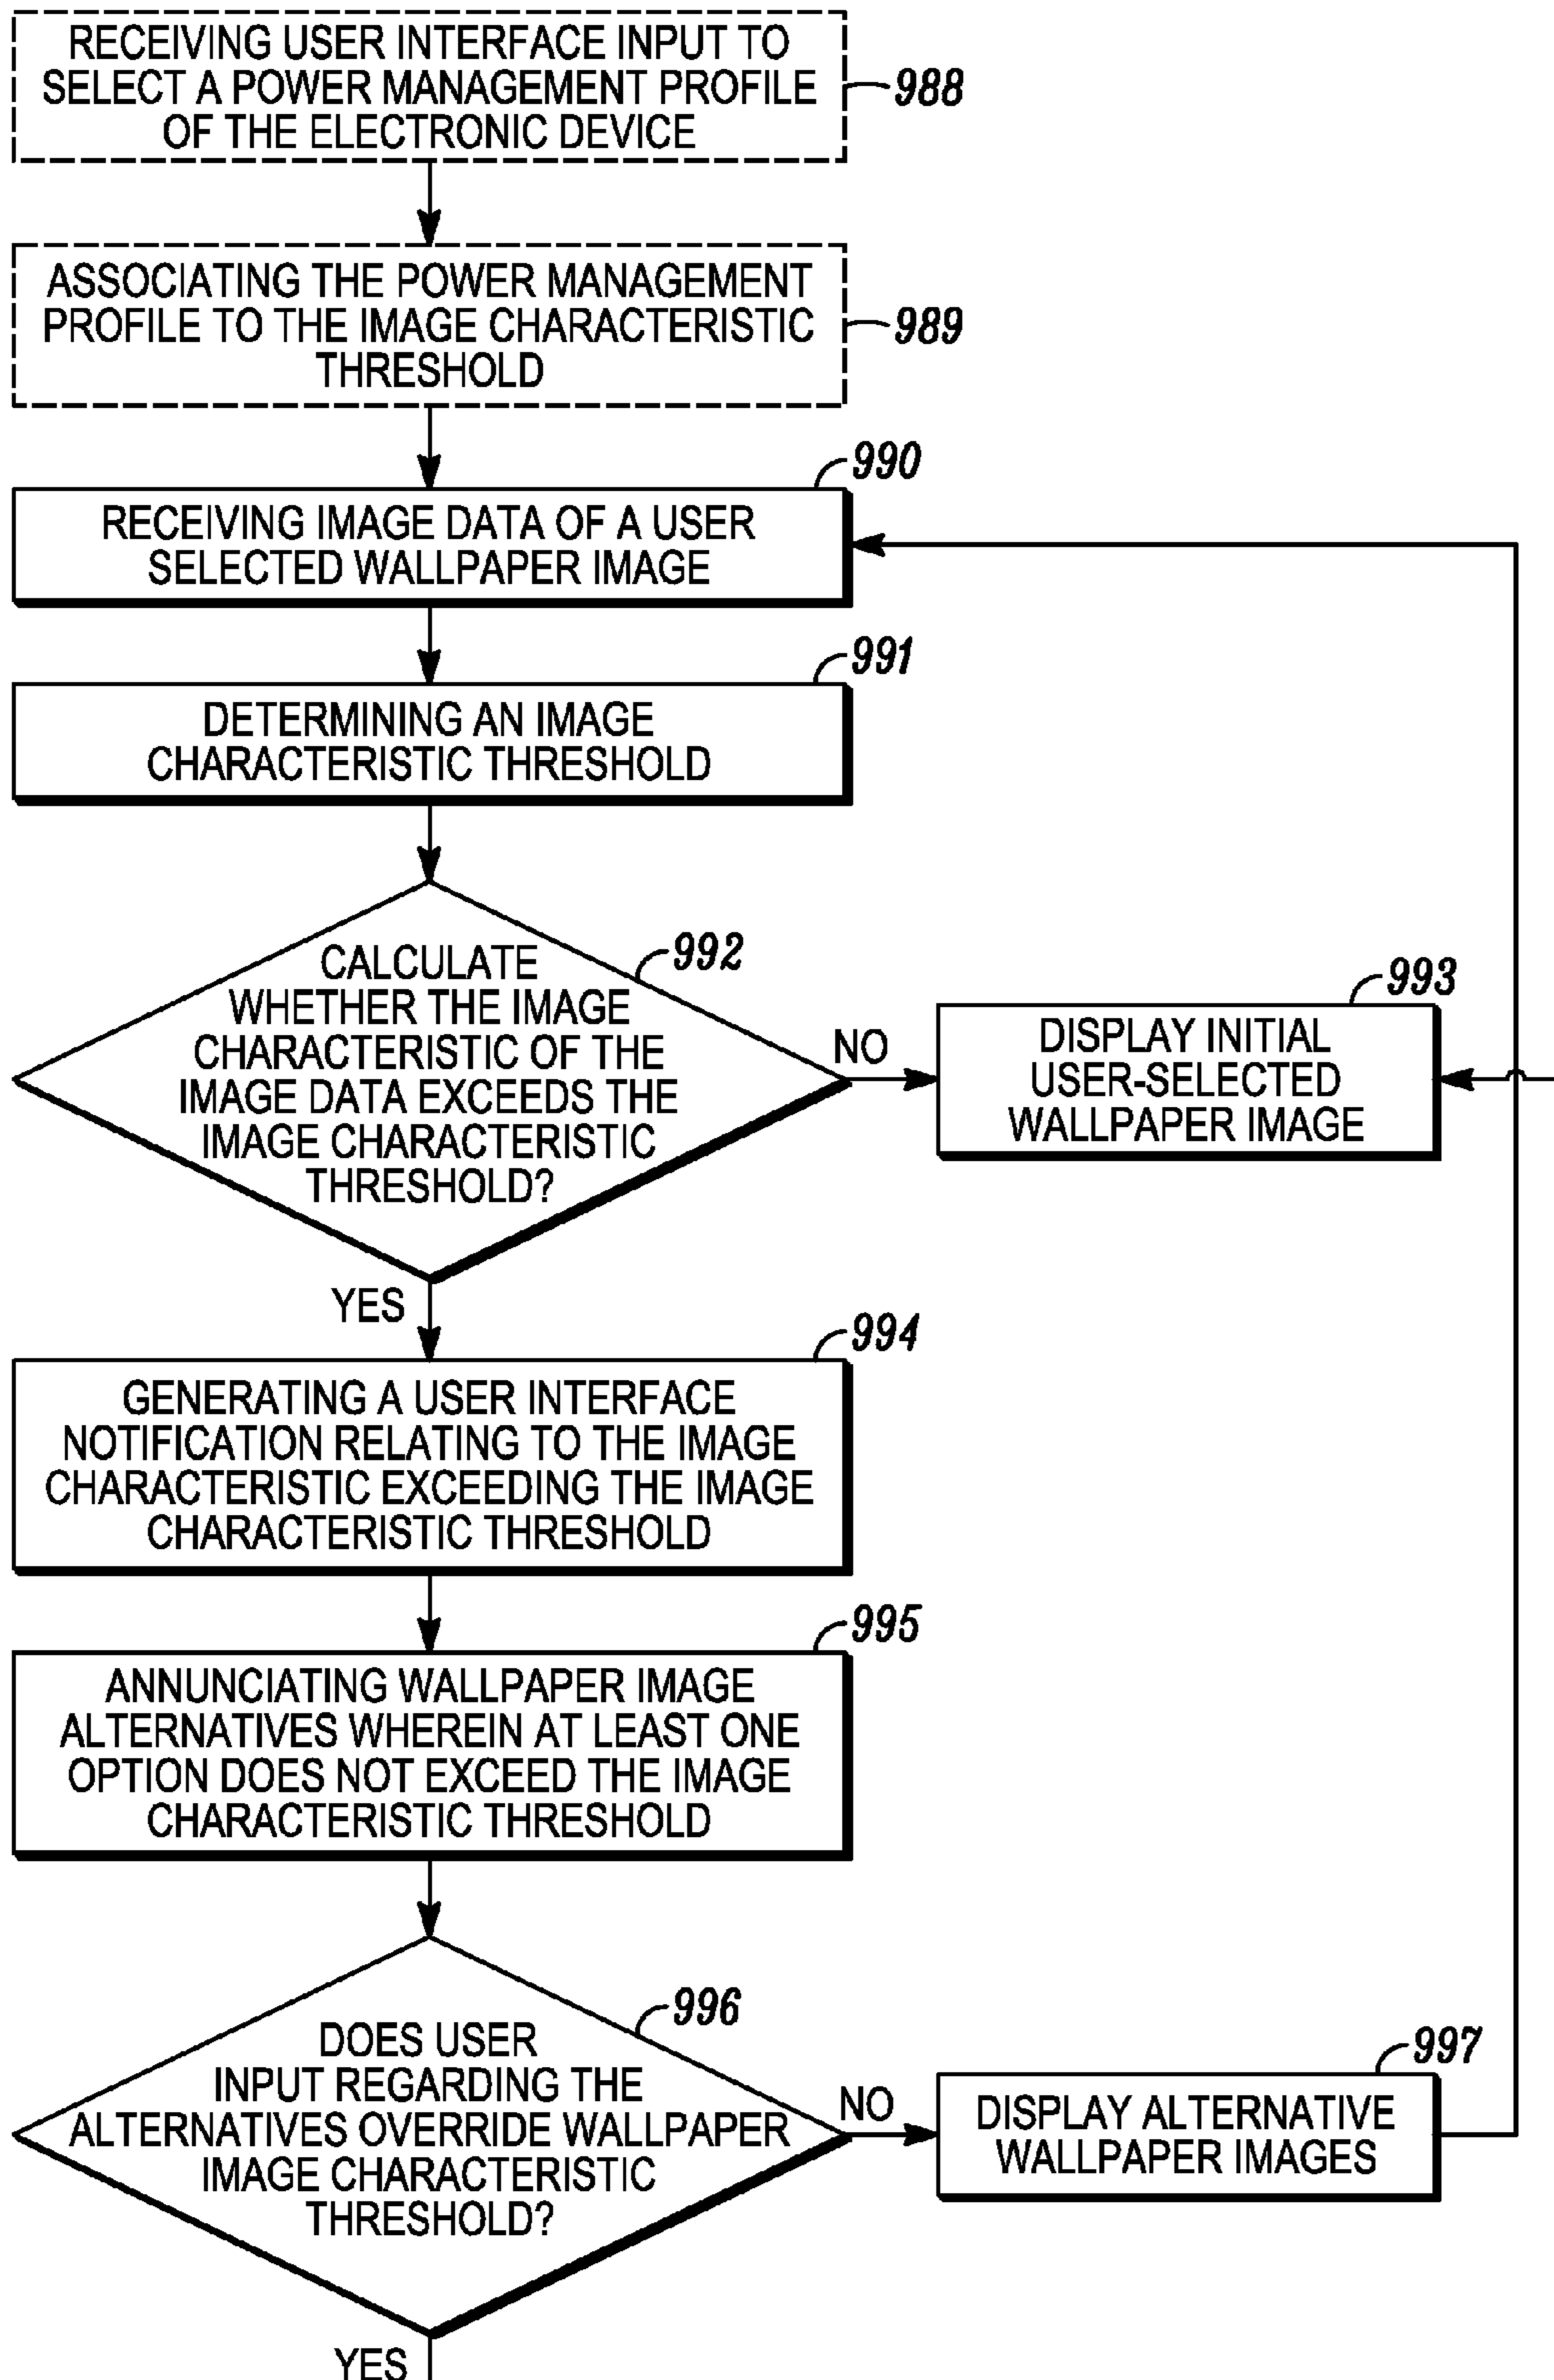 RECEIVING USER INTERFACE INPUT TO
SELECT A POWER MANAGEMENT PROFILE
OF THE ELECTRONIC DEVICE
988
ASSOCIATING THE POWER MANAGEMENT
PROFILE TO THE IMAGE CHARACTERISTIC
THRESHOLD
989
990
RECEIVING IMAGE DATA OF A USER
SELECTED WALLPAPER IMAGE
991
DETERMINING AN IMAGE
CHARACTERISTIC THRESHOLD
992
CALCULATE
WHETHER THE IMAGE
CHARACTERISTIC OF THE
IMAGE DATA EXCEEDS THE
IMAGE CHARACTERISTIC
THRESHOLD?
NO
993
DISPLAY INITIAL
USER-SELECTED
WALLPAPER IMAGE
YES
994
GENERATING A USER INTERFACE
NOTIFICATION RELATING TO THE IMAGE
CHARACTERISTIC EXCEEDING THE IMAGE
CHARACTERISTIC THRESHOLD
995
ANNUNCIATING WALLPAPER IMAGE
ALTERNATIVES WHEREIN AT LEAST ONE
OPTION DOES NOT EXCEED THE IMAGE
CHARACTERISTIC THRESHOLD
996
DOES USER
INPUT REGARDING THE
ALTERNATIVES OVERRIDE WALLPAPER
IMAGE CHARACTERISTIC
THRESHOLD?
NO
997
DISPLAY ALTERNATIVE
WALLPAPER IMAGES
YES